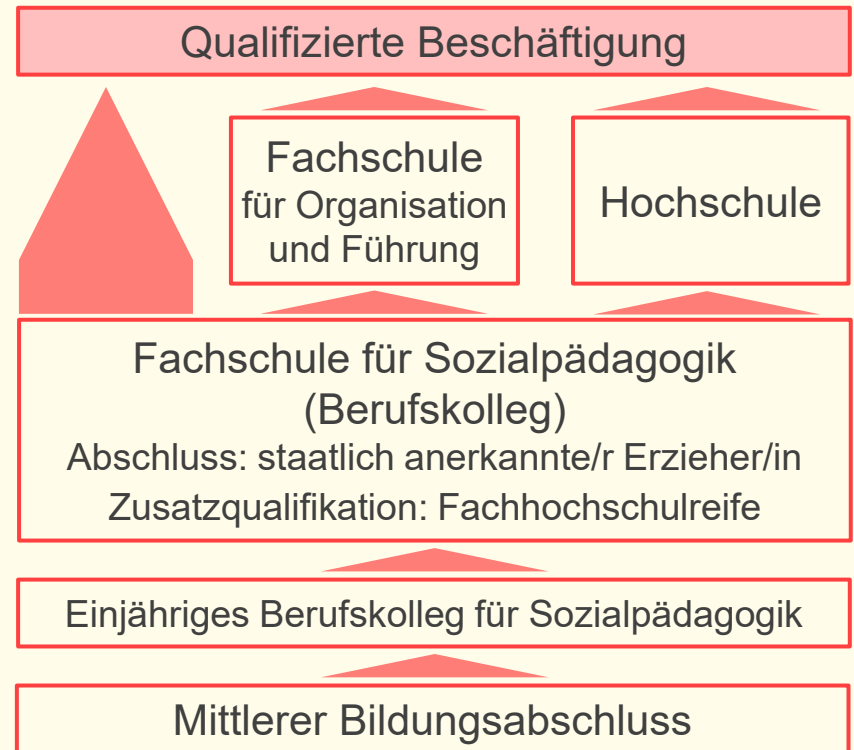 Qualifizierte Beschäftigung
Fachschule
für Organisation
und Führung
Hochschule
Fachschule für Sozialpädagogik
(Berufskolleg)
Abschluss: staatlich anerkannte/r Erzieher/in
Zusatzqualifikation: Fachhochschulreife
Einjähriges Berufskolleg für Sozialpädagogik
Mittlerer Bildungsabschluss